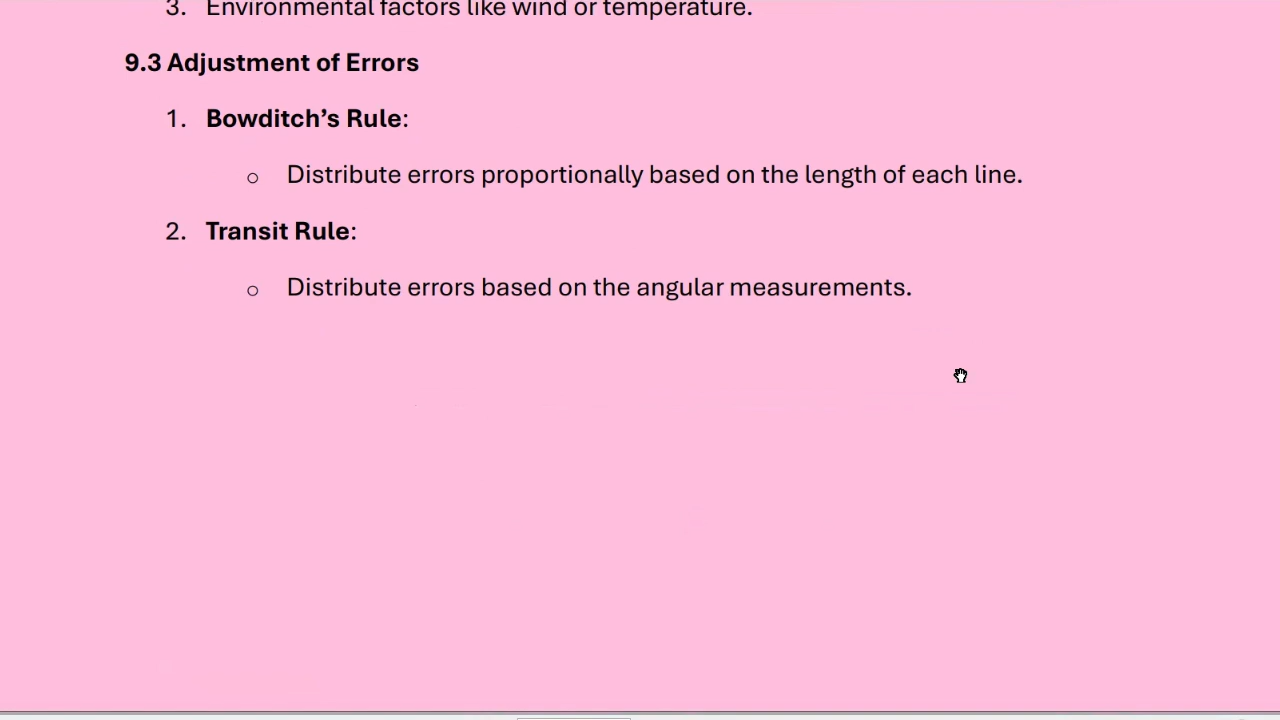 3. Environmental factors like wind or temperature.
9.3 Adjustment of Errors
1. Bowditch’s Rule:
o Distribute errors proportionally based on the length of each line.
2. Transit Rule:
o Distribute errors based on the angular measurements.